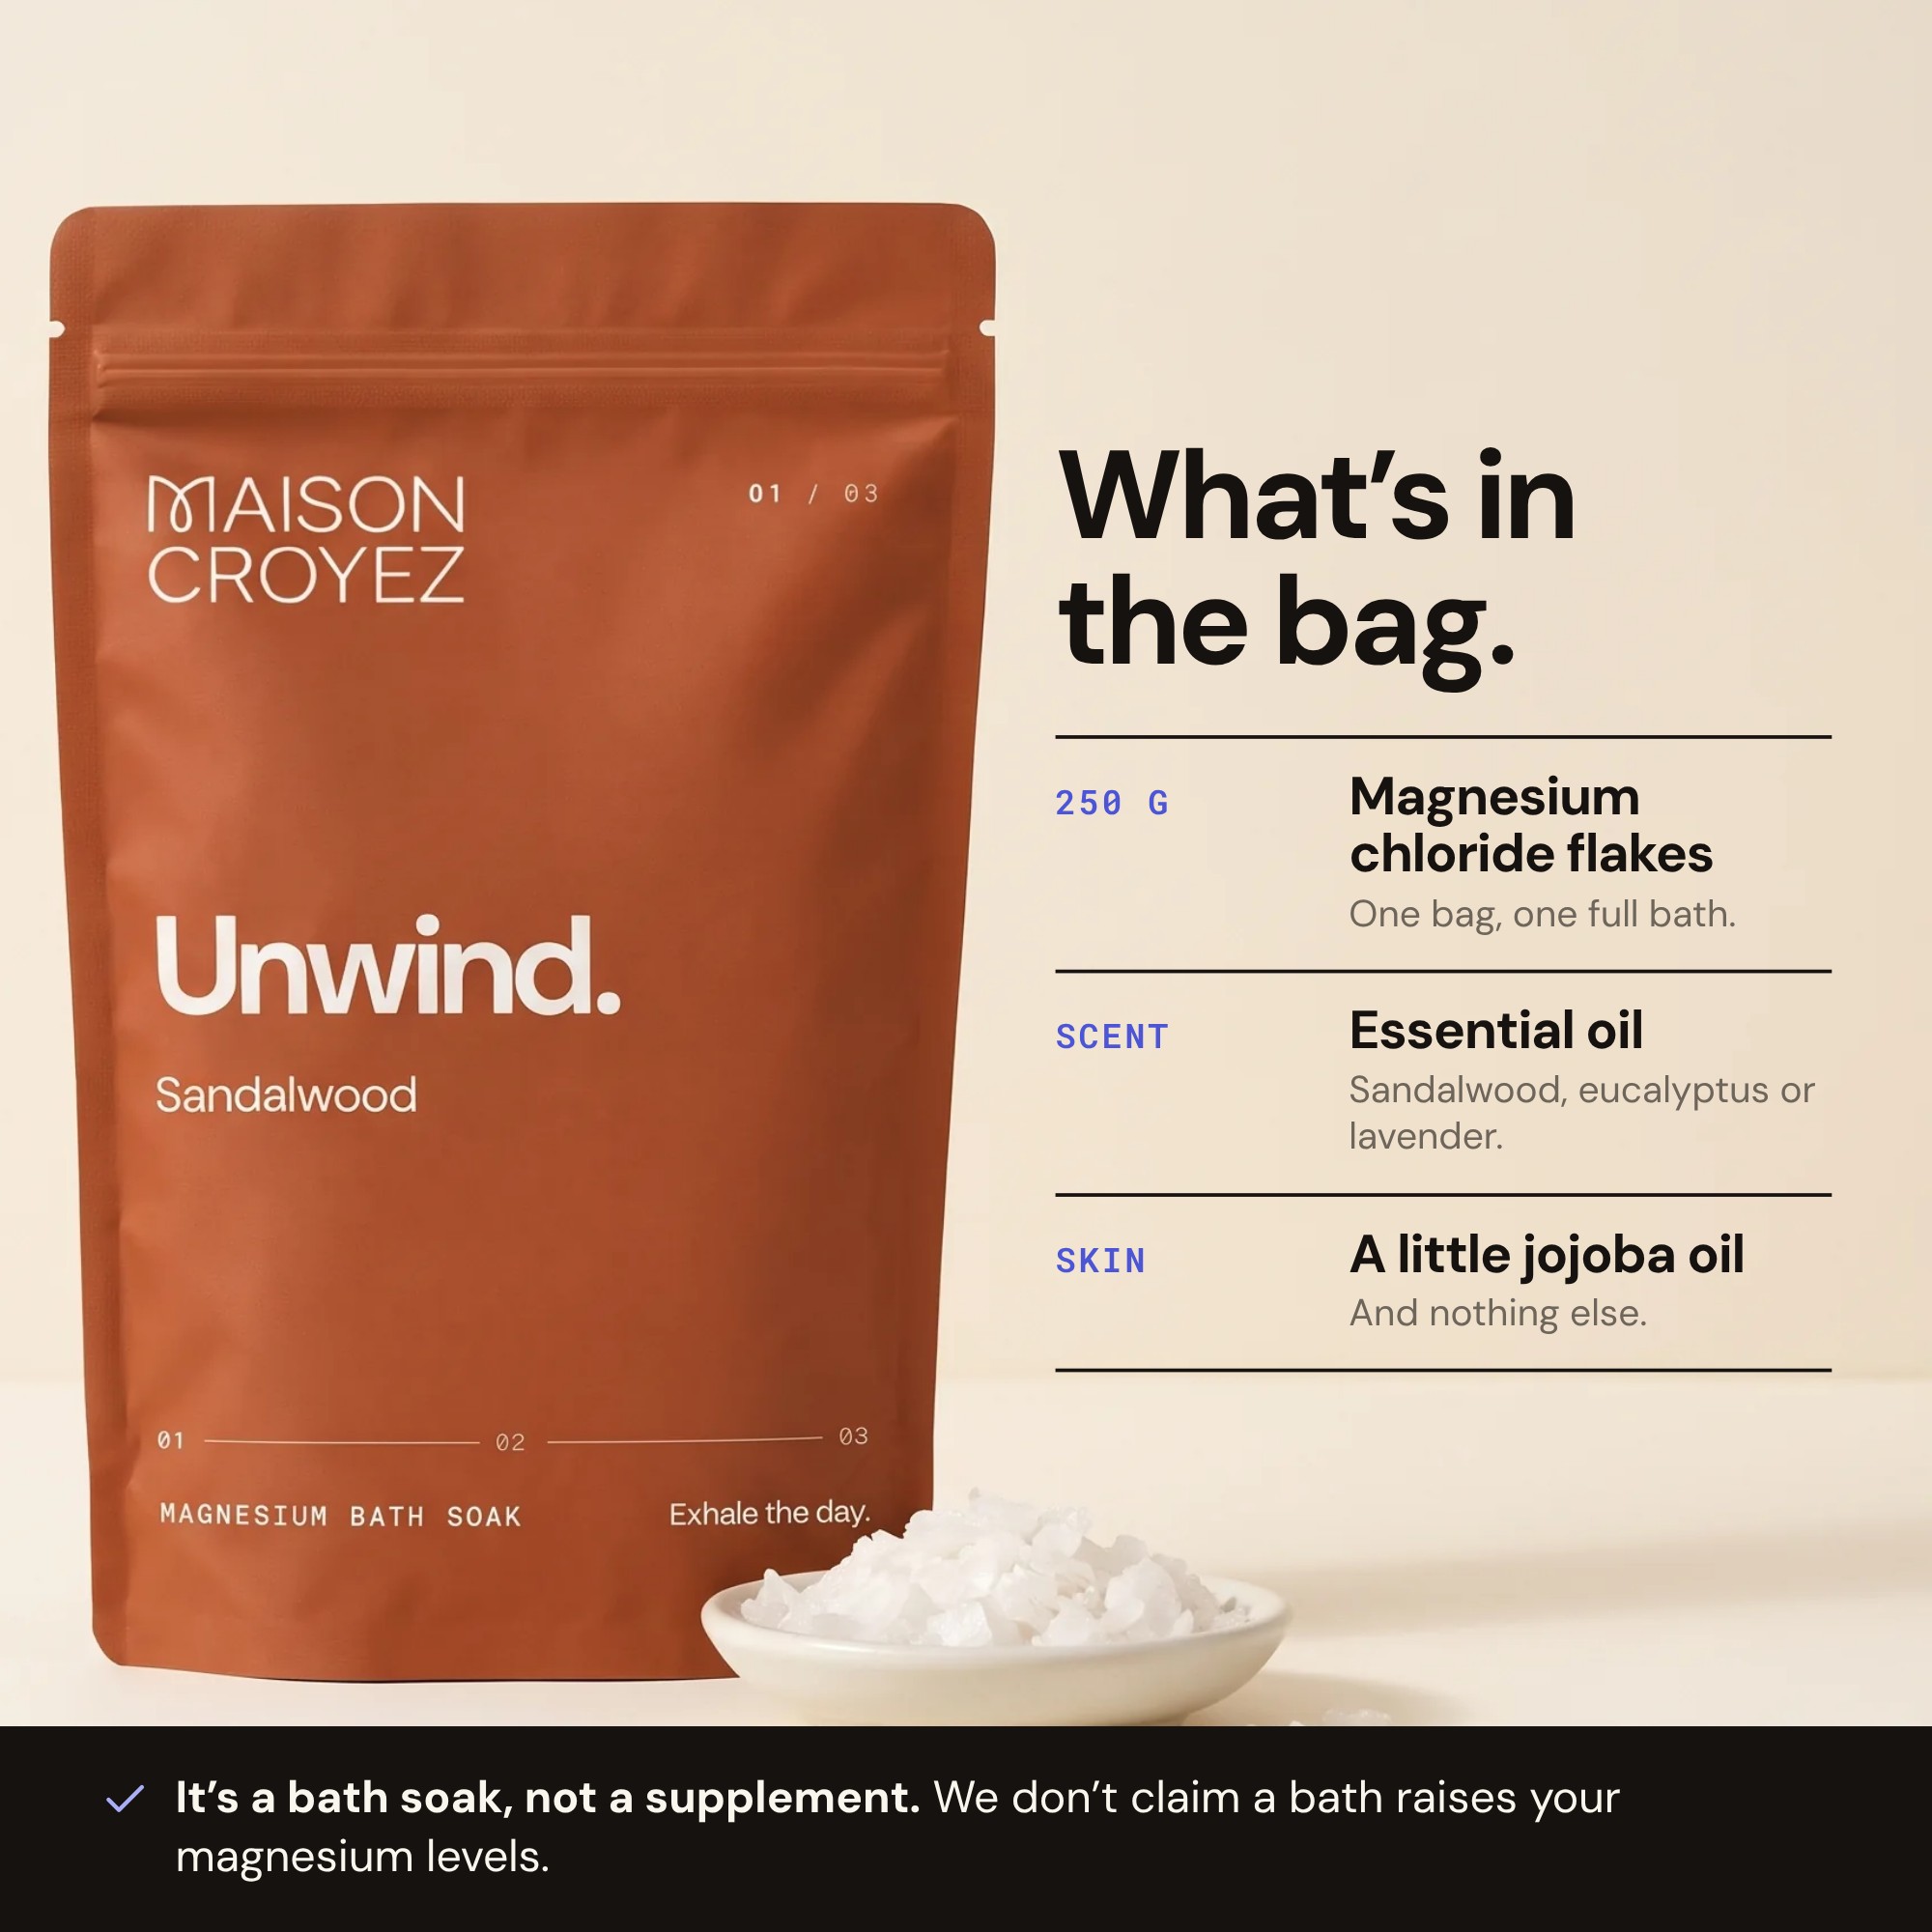 MAISON
CROYEZ
01 / 03
Unwind.
Sandalwood
01 02 03
MAGNESIUM BATH SOAK
Exhale the day.
What’s in
the bag.
250 G
Magnesium
chloride flakes
One bag, one full bath.
SCENT
Essential oil
Sandalwood, eucalyptus or
lavender.
SKIN
A little jojoba oil
And nothing else.
It’s a bath soak, not a supplement. We don’t claim a bath raises your
magnesium levels.